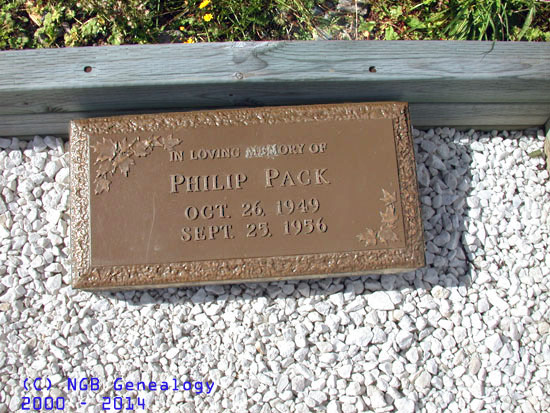 IN LOVING MEMORY OF
PHILIP PACK
OCT. 26, 1949
SEPT. 25, 1956
(C) NGB Genealogy
2000 - 2014